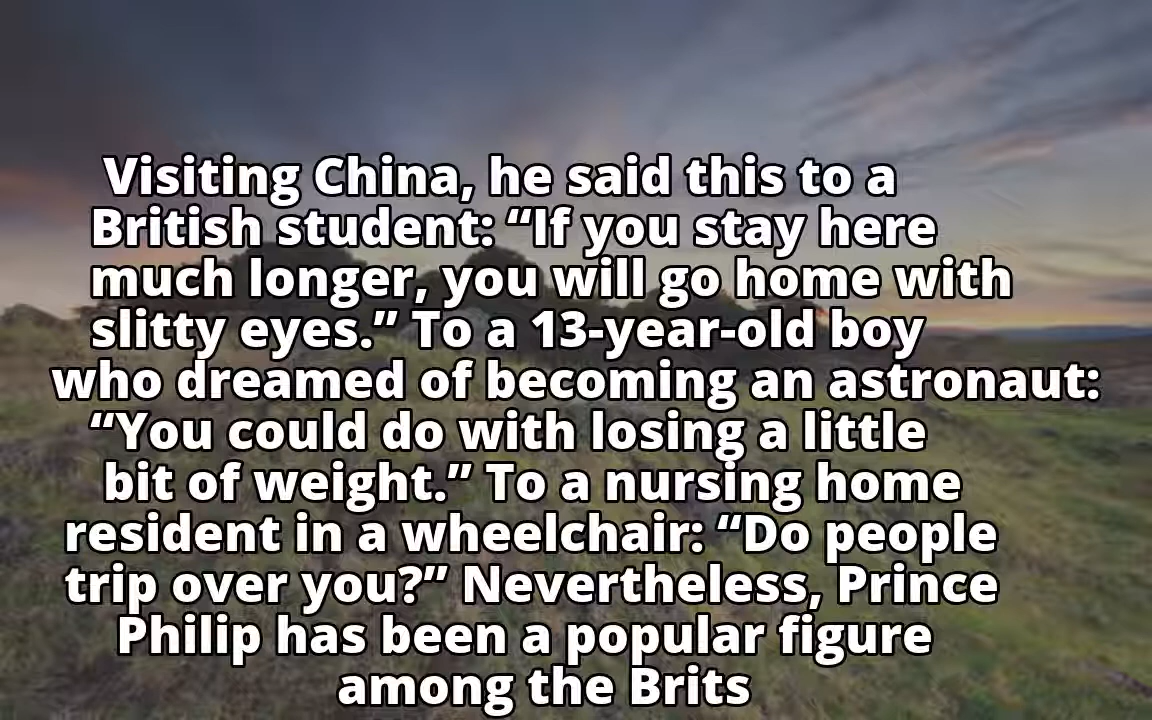 Visiting China, he said this to a
British student: “If you stay here
much longer, you will go home with
slitty eyes.” To a 13-year-old boy
who dreamed of becoming an astronaut:
“You could do with losing a little
bit of weight.” To a nursing home
resident in a wheelchair: “Do people
trip over you?” Nevertheless, Prince
Philip has been a popular figure
among the Brits